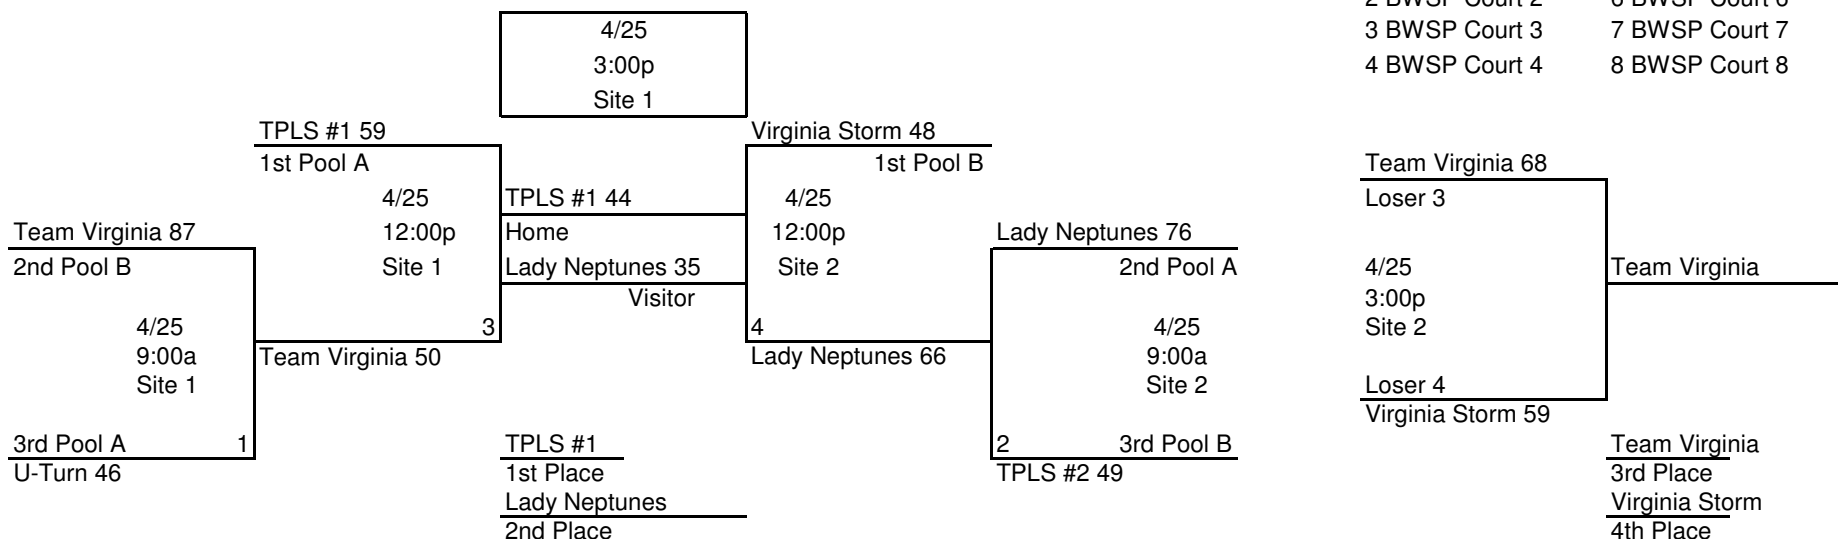 2 BWSP Court 2 6 BWSP Court 6
4/25
3 BWSP Court 3 7 BWSP Court 7
3:00p
4 BWSP Court 4 8 BWSP Court 8
Site 1
TPLS #1 59
Virginia Storm 48
1st Pool A
1st Pool B
Team Virginia 68
4/25
TPLS #1 44
4/25
Loser 3
Team Virginia 87
12:00p
Home
12:00p
Lady Neptunes 76
2nd Pool B
Site 1
Lady Neptunes 35
Site 2
2nd Pool A
4/25
Team Virginia
Visitor
3:00p
4/25
3
4
4/25
Site 2
9:00a
Team Virginia 50
Lady Neptunes 66
9:00a
Site 1
Site 2
Loser 4
Virginia Storm 59
3rd Pool A
1
TPLS #1
2
3rd Pool B
Team Virginia
U-Turn 46
1st Place
TPLS #2 49
3rd Place
Lady Neptunes
Virginia Storm
2nd Place
4th Place